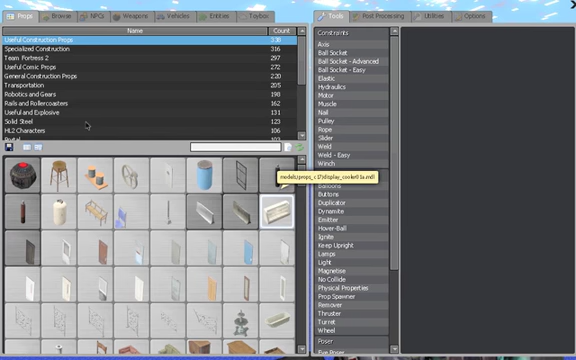 Props Browse NPCs Weapons Vehicles Entities Toybox
Name Count
Useful Construction Props 338
Specialized Construction 316
Team Fortress 2 297
Useful Comic Props 272
General Construction Props 220
Transportation 205
Robotics and Gears 198
Rails and Rollercoasters 162
Useful and Explosive 131
Solid Steel 123
HL2 Characters 106
Tools Post Processing Utilities Options
Constraints
Axis
Ball Socket
Ball Socket - Advanced
Ball Socket - Easy
Elastic
Hydraulics
Motor
Muscle
Nail
Pulley
Rope
Slider
Weld
Weld - Easy
Winch
Balloons
Buttons
Duplicator
Dynamite
Emitter
Hover-Ball
Ignite
Keep Upright
Lamps
Light
Magnetise
No Collide
Physical Properties
Prop Spawner
Remover
Thruster
Turret
Wheel
Poser
Eye Poser